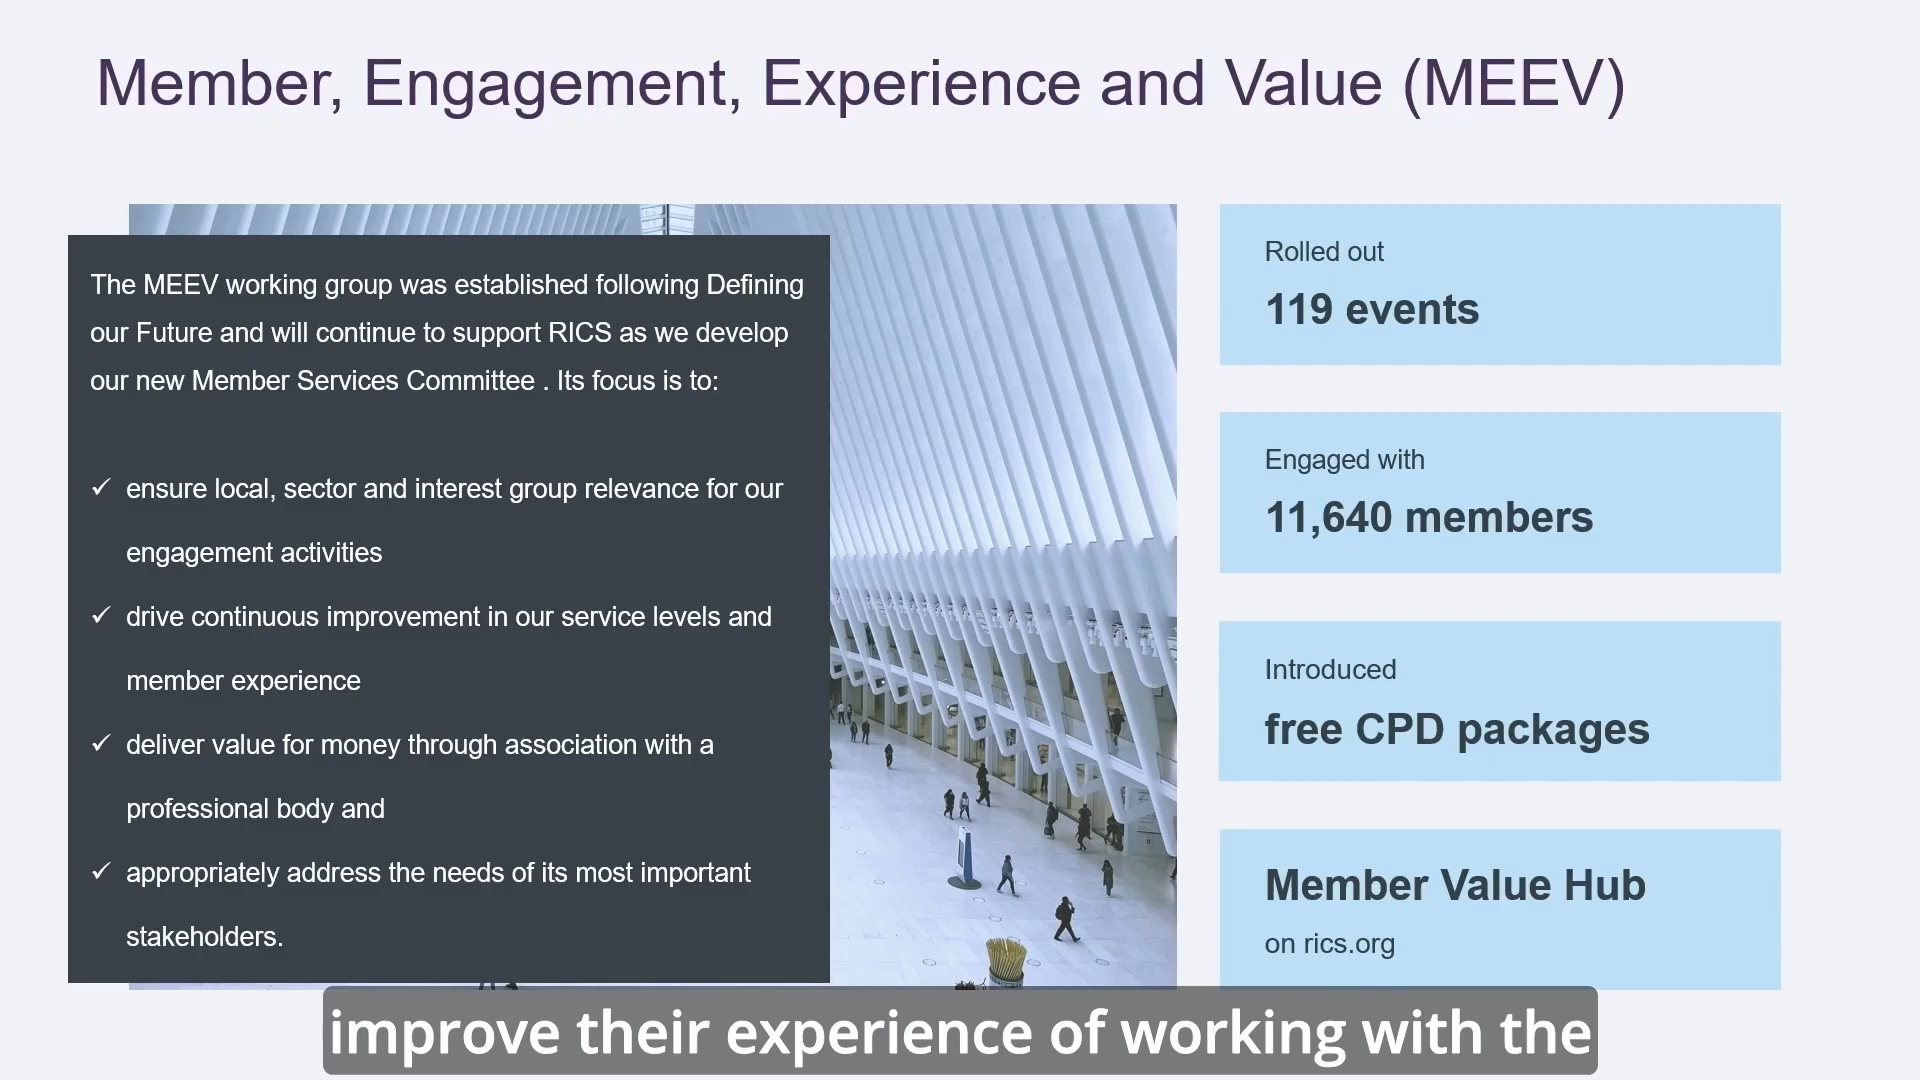 Member, Engagement, Experience and Value (MEEV)
The MEEV working group was established following Defining
our Future and will continue to support RICS as we develop
our new Member Services Committee . Its focus is to:
✓ ensure local, sector and interest group relevance for our
engagement activities
✓ drive continuous improvement in our service levels and
member experience
✓ deliver value for money through association with a
professional body and
✓ appropriately address the needs of its most important
stakeholders.
Rolled out
119 events
Engaged with
11,640 members
Introduced
free CPD packages
Member Value Hub
on rics.org
improve their experience of working with the